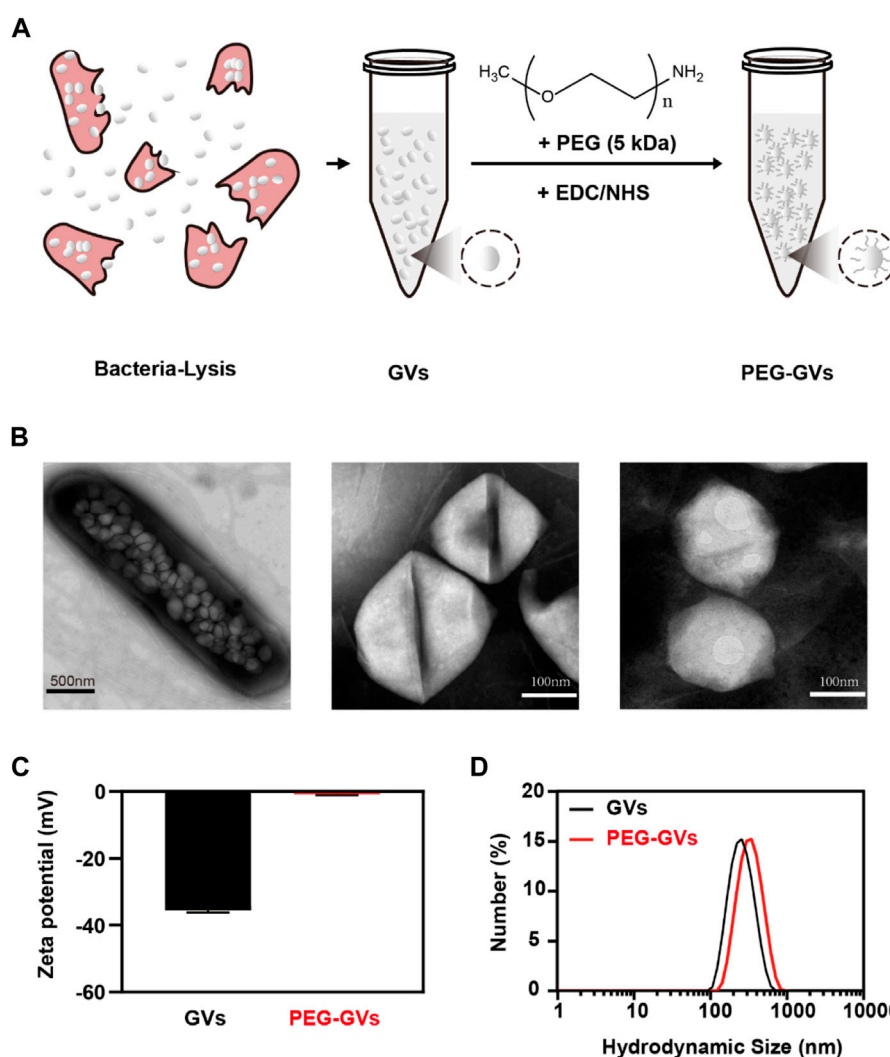 A
H₃C
O
NH₂
n
+ PEG (5 kDa)
+ EDC/NHS
Bacteria-Lysis
GVs
PEG-GVs
B
500nm
100nm
100nm
C
Zeta potential (mV)
0
-20
-40
-60
GVs
PEG-GVs
D
Number (%)
20
15
10
5
0
GVs
PEG-GVs
1
10
100
1000
10000
Hydrodynamic Size (nm)